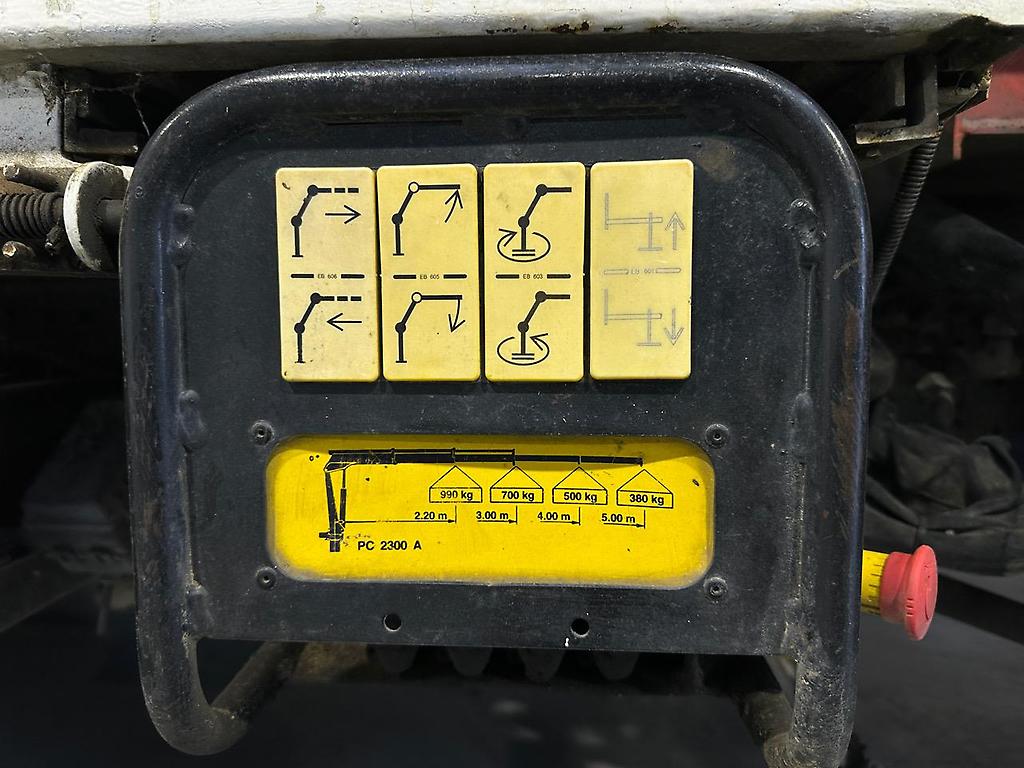 EB 606 EB 605 EB 603 EB 601
990 kg 700 kg 500 kg 380 kg
2.20 m 3.00 m 4.00 m 5.00 m
PC 2300 A